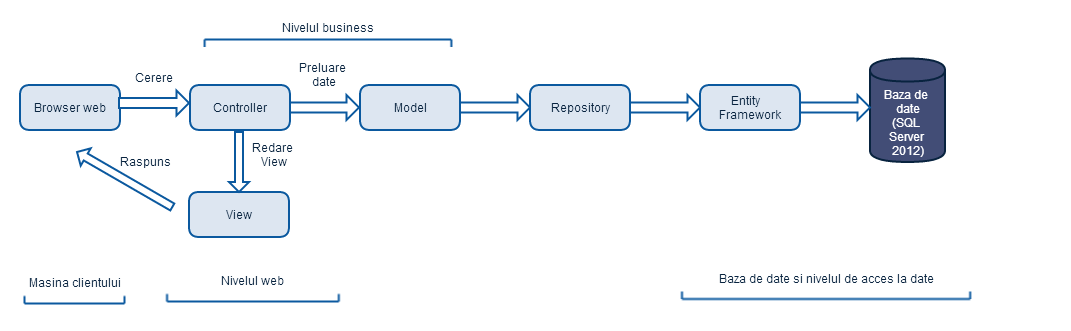 Nivelul business
Cerere
Preluare
date
Browser web
Controller
Model
Repository
Entity
Framework
Baza de
date
(SQL
Server
2012)
Raspuns
Redare
View
View
Masina clientului
Nivelul web
Baza de date si nivelul de acces la date